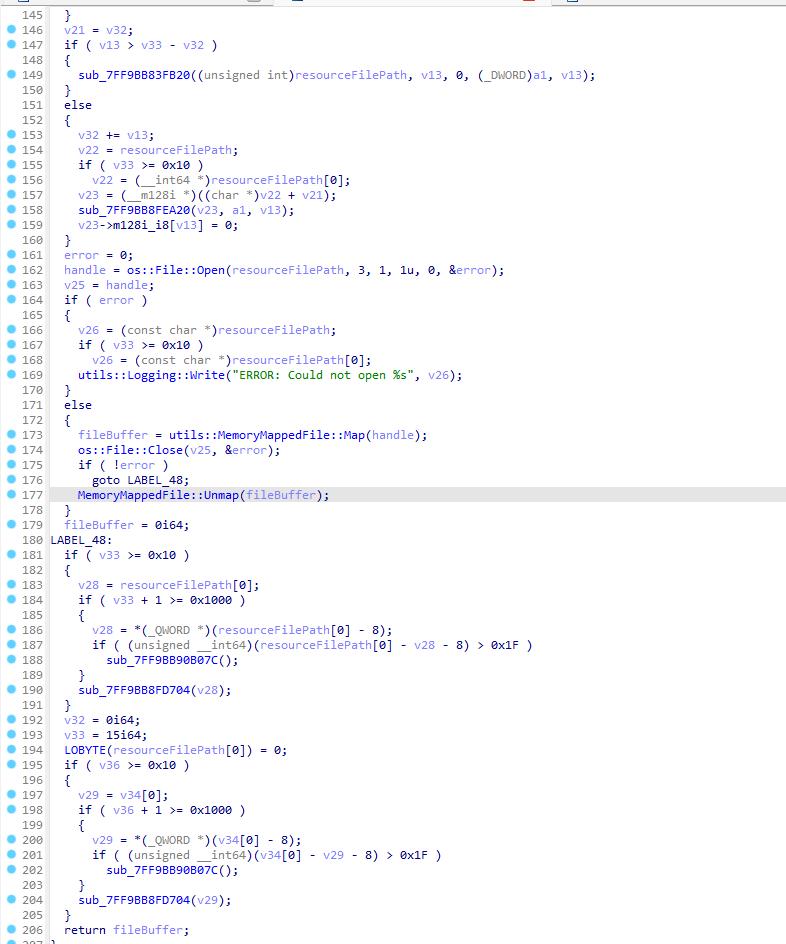 145 }
146 v21 = v32;
147 if ( v13 > v33 - v32 )
148 {
149 sub_7FF9BB83FB20((unsigned int)resourceFilePath, v13, 0, (_DWORD)a1, v13);
150 }
151 else
152 {
153 v32 += v13;
154 v22 = resourceFilePath;
155 if ( v33 >= 0x10 )
156 v22 = (__int64 *)resourceFilePath[0];
157 v23 = (__m128i *)((char *)v22 + v21);
158 sub_7FF9BB8FEA20(v23, a1, v13);
159 v23->m128i_i8[v13] = 0;
160 }
161 error = 0;
162 handle = os::File::Open(resourceFilePath, 3, 1, 1u, 0, &error);
163 v25 = handle;
164 if ( error )
165 {
166 v26 = (const char *)resourceFilePath;
167 if ( v33 >= 0x10 )
168 v26 = (const char *)resourceFilePath[0];
169 utils::Logging::Write("ERROR: Could not open %s", v26);
170 }
171 else
172 {
173 fileBuffer = utils::MemoryMappedFile::Map(handle);
174 os::File::Close(v25, &error);
175 if ( !error )
176 goto LABEL_48;
177 MemoryMappedFile::Unmap(fileBuffer);
178 }
179 fileBuffer = 0i64;
180 LABEL_48:
181 if ( v33 >= 0x10 )
182 {
183 v28 = resourceFilePath[0];
184 if ( v33 + 1 >= 0x1000 )
185 {
186 v28 = *(_QWORD *)(resourceFilePath[0] - 8);
187 if ( (unsigned __int64)(resourceFilePath[0] - v28 - 8) > 0x1F )
188 sub_7FF9BB90B07C();
189 }
190 sub_7FF9BB8FD704(v28);
191 }
192 v32 = 0i64;
193 v33 = 15i64;
194 LOBYTE(resourceFilePath[0]) = 0;
195 if ( v36 >= 0x10 )
196 {
197 v29 = v34[0];
198 if ( v36 + 1 >= 0x1000 )
199 {
200 v29 = *(_QWORD *)(v34[0] - 8);
201 if ( (unsigned __int64)(v34[0] - v29 - 8) > 0x1F )
202 sub_7FF9BB90B07C();
203 }
204 sub_7FF9BB8FD704(v29);
205 }
206 return fileBuffer;